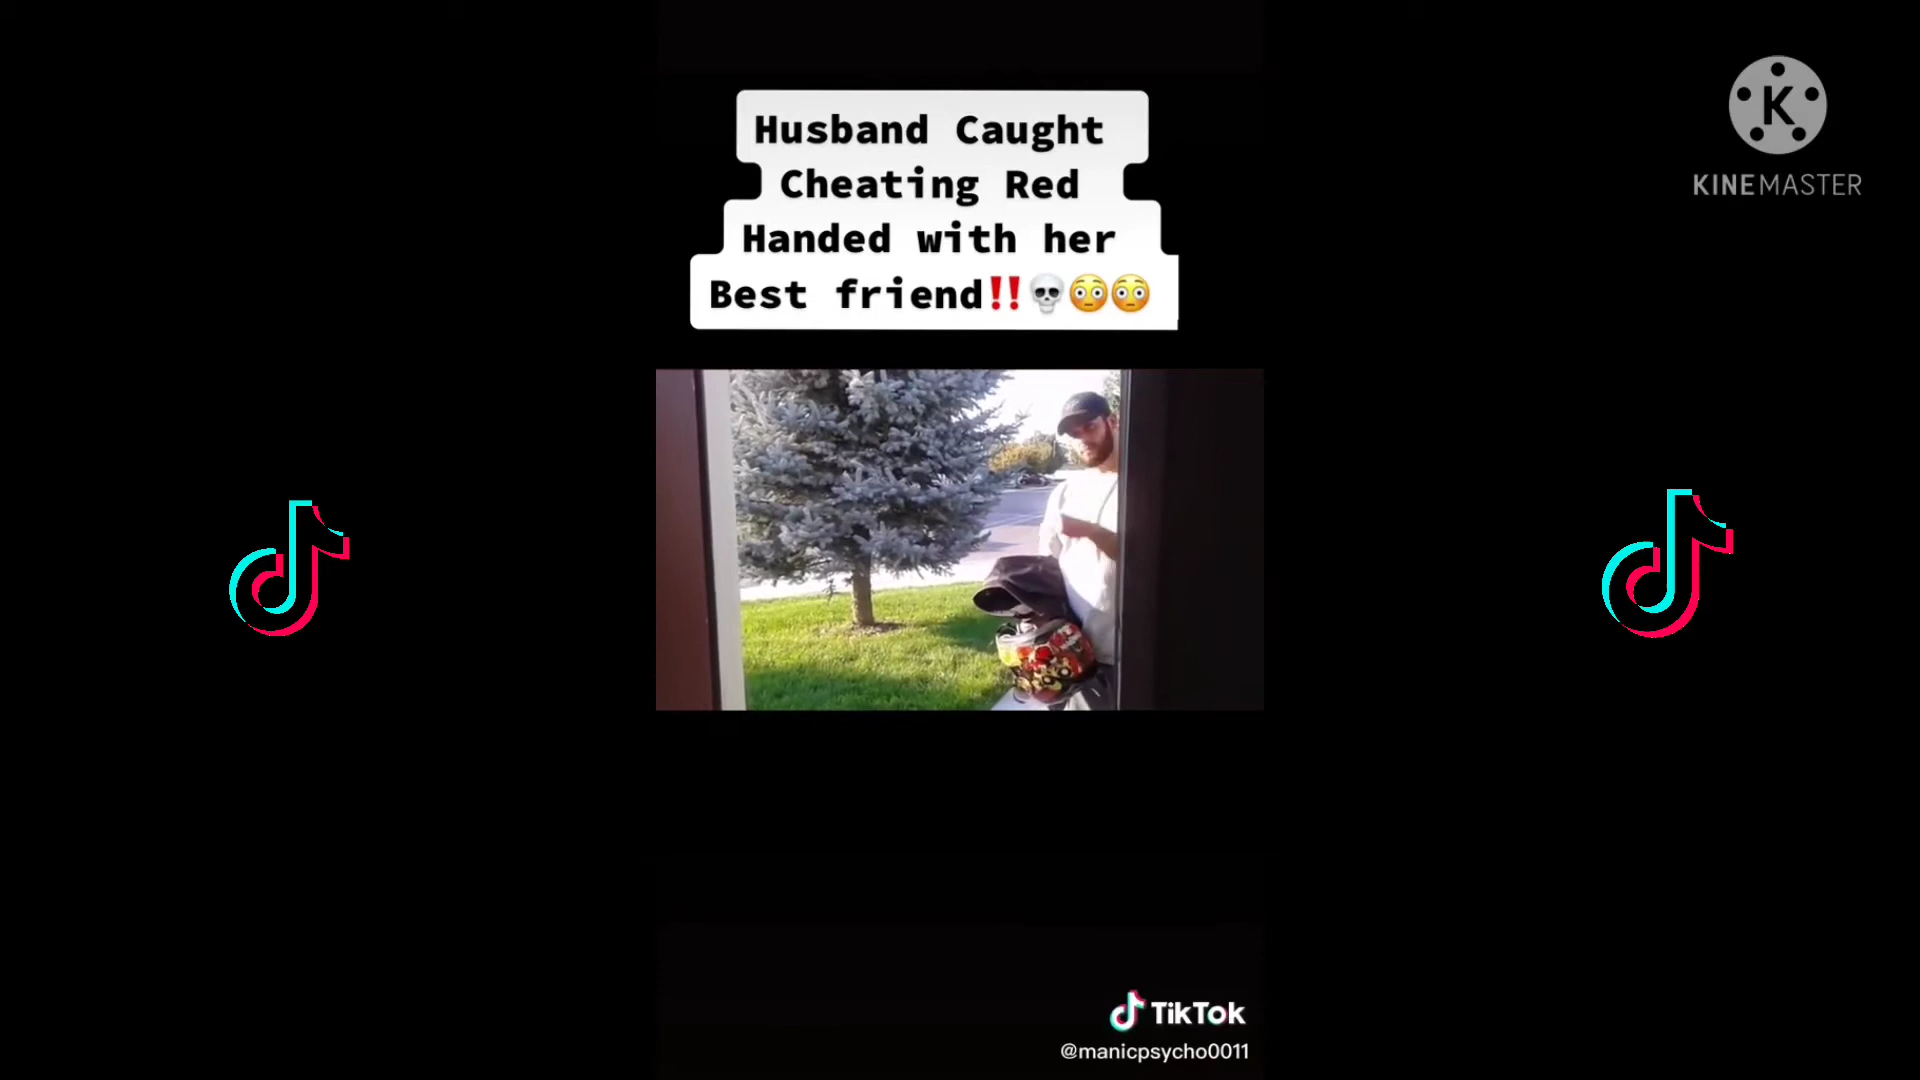 Husband Caught
Cheating Red
Handed with her
Best friend‼️💀😳😳
K
KINEMASTER
TikTok
@manicpsycho0011